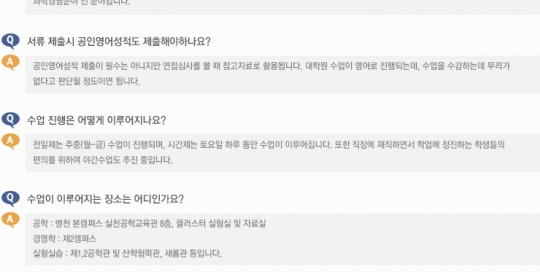 과학경영분야 전 분야입니다.
Q 서류 제출시 공인영어성적도 제출해야하나요?
A 공인영어성적 제출이 필수는 아니지만 면접심사를 볼 때 참고자료로 활용됩니다. 대학원 수업이 영어로 진행되는데, 수업을 수강하는데 무리가
없다고 판단될 정도이면 됩니다.
Q 수업 진행은 어떻게 이루어지나요?
A 전일제는 주중(월-금) 수업이 진행되며, 시간제는 토요일 하루 동안 수업이 이루어집니다. 또한 직장에 재직하면서 학업에 정진하는 학생들의
편의를 위하여 야간수업도 추진 중입니다.
Q 수업이 이루어지는 장소는 어디인가요?
A 공학 : 병천 본캠퍼스 실천공학교육관 8층, 클러스터 실험실 및 자료실
경영학 : 제2캠퍼스
실험실습 : 제1,2공학관 및 산학협력관, 새롬관 등입니다.